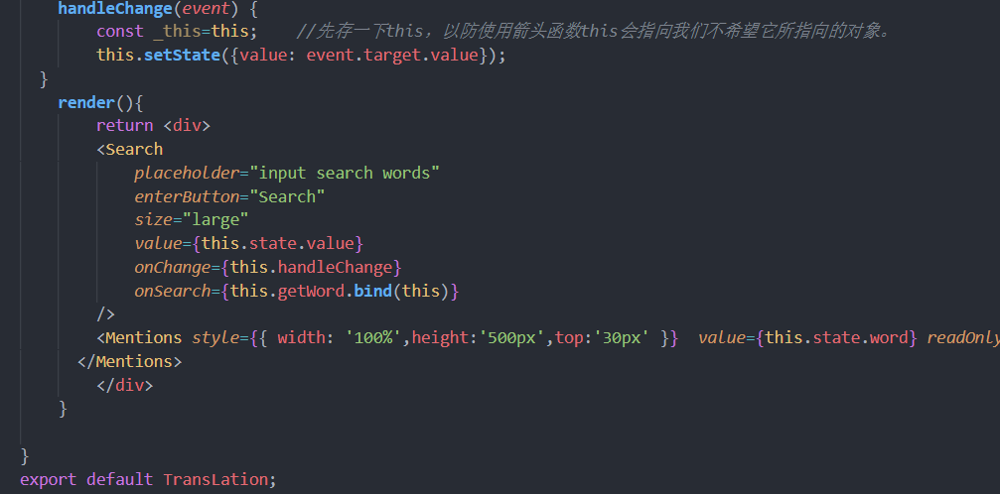 handleChange(event) {
const _this=this;    //先存一下this，以防使用箭头函数this会指向我们不希望它所指向的对象。
this.setState({value: event.target.value});
}
render(){
return <div>
<Search
placeholder="input search words"
enterButton="Search"
size="large"
value={this.state.value}
onChange={this.handleChange}
onSearch={this.getWord.bind(this)}
/>
<Mentions style={{ width: '100%',height:'500px',top:'30px' }}  value={this.state.word} readOnly
</Mentions>
</div>
}
}
export default TransLation;